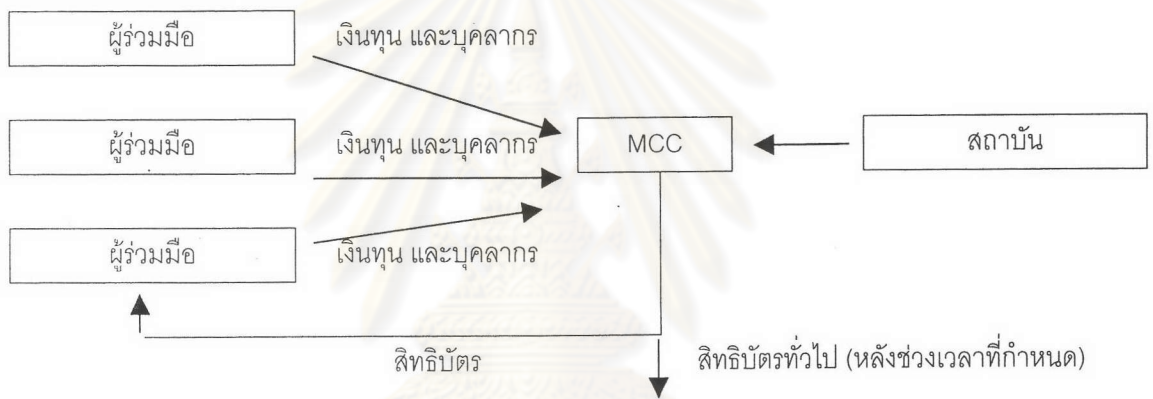 ผู้ร่วมมือ
เงินทุน และบุคลากร
ผู้ร่วมมือ
เงินทุน และบุคลากร
MCC
สถาบัน
ผู้ร่วมมือ
เงินทุน และบุคลากร
สิทธิบัตร
สิทธิบัตรทั่วไป (หลังช่วงเวลาที่กำหนด)